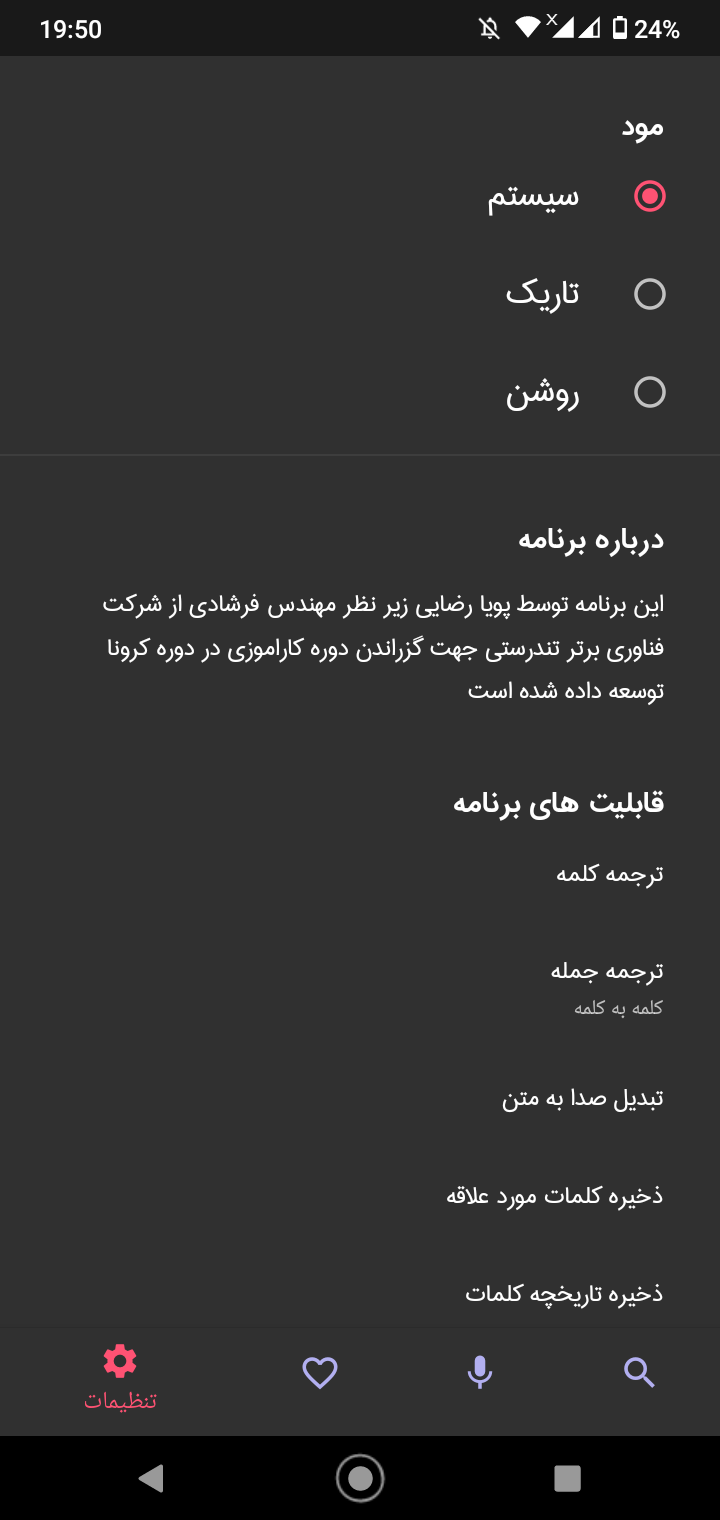 19:50
24%
مود
سیستم
تاریک
روشن
درباره برنامه
این برنامه توسط پویا رضایی زیر نظر مهندس فرشادی از شرکت
فناوری برتر تندرستی جهت گزراندن دوره کاراموزی در دوره کرونا
توسعه داده شده است
قابلیت های برنامه
ترجمه کلمه
ترجمه جمله
کلمه به کلمه
تبدیل صدا به متن
ذخیره کلمات مورد علاقه
ذخیره تاریخچه کلمات
تنظیمات